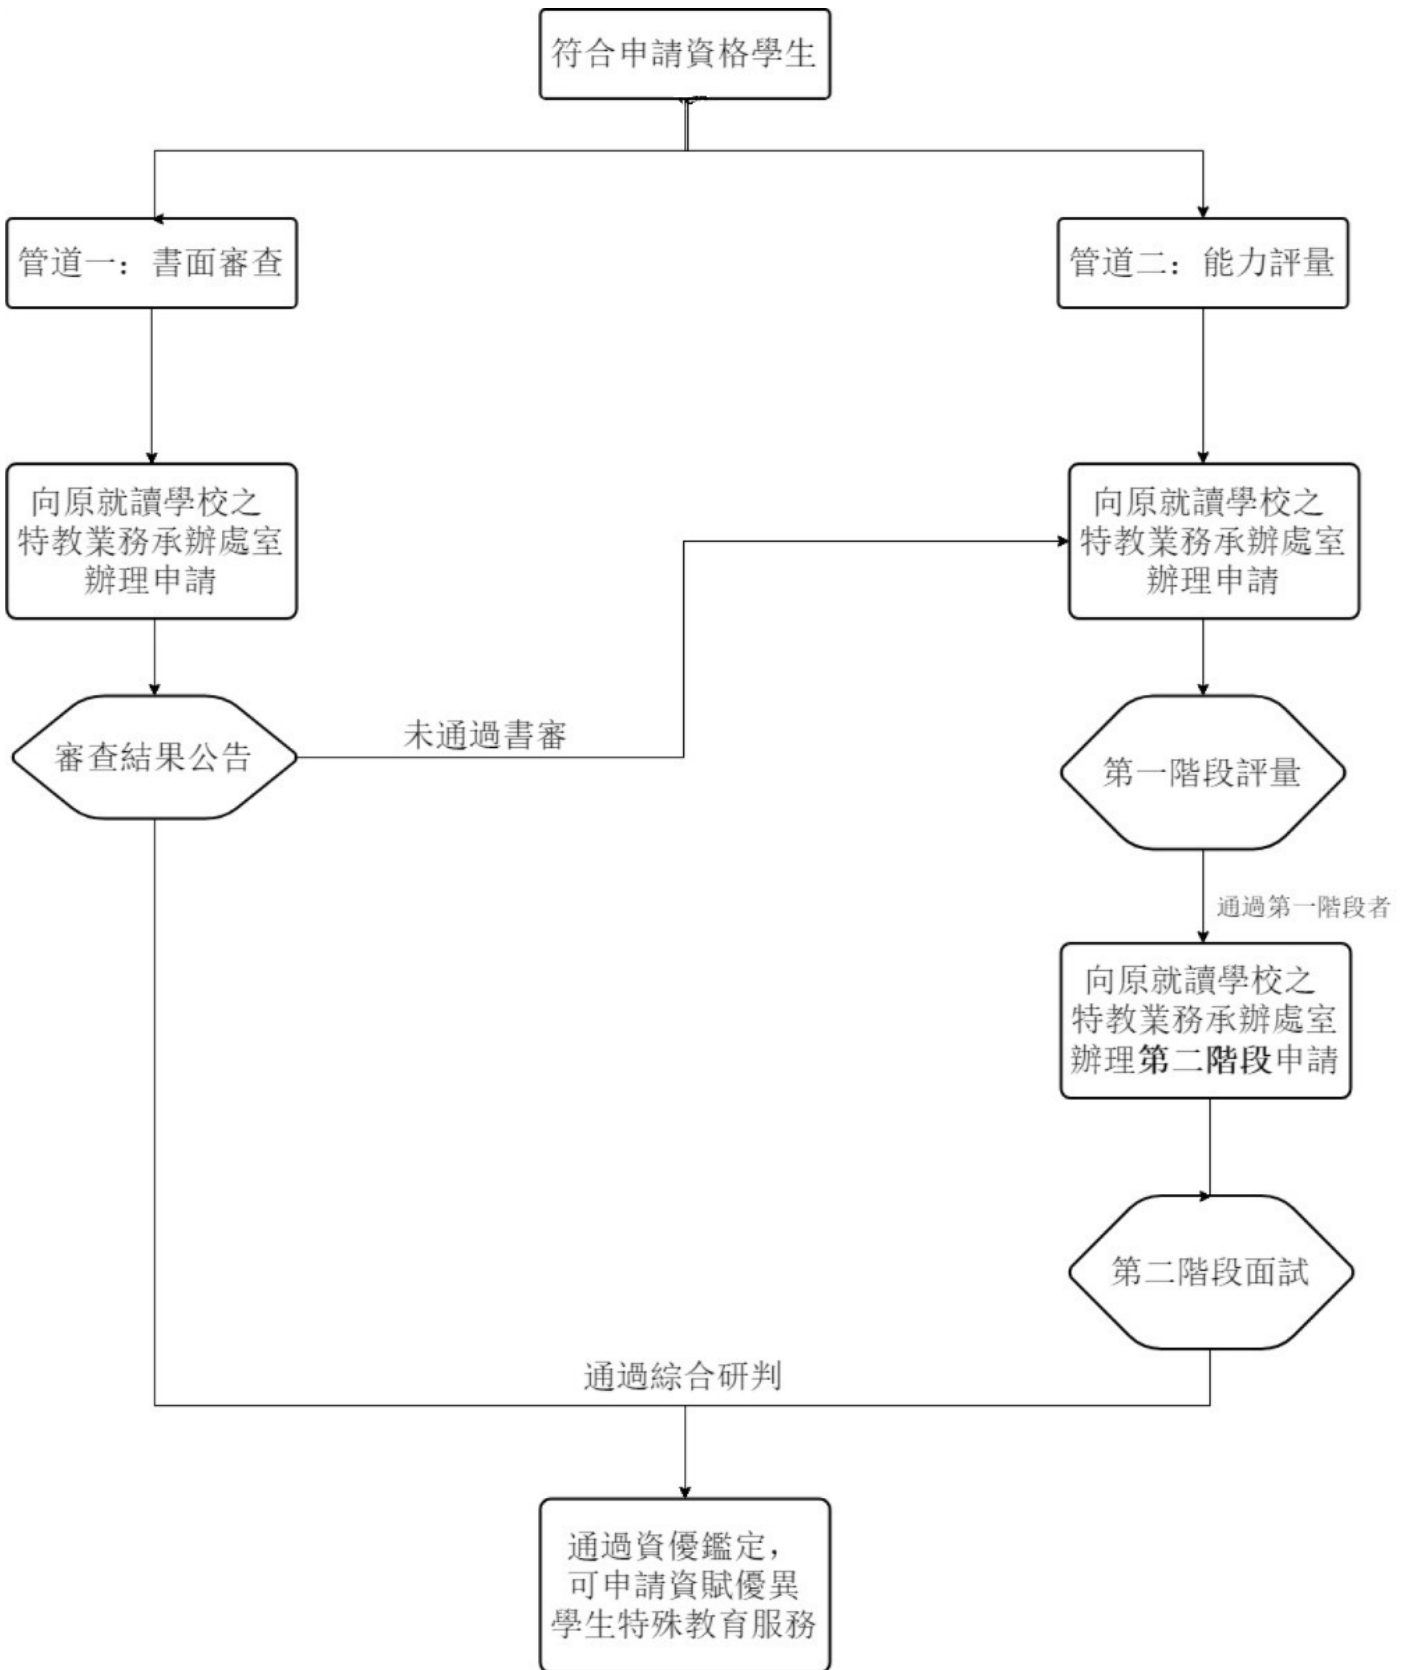 符合申請資格學生
管道一：書面審查
管道二：能力評量
向原就讀學校之
特教業務承辦處室
辦理申請
向原就讀學校之
特教業務承辦處室
辦理申請
審查結果公告
未通過書審
第一階段評量
通過第一階段者
向原就讀學校之
特教業務承辦處室
辦理第二階段申請
第二階段面試
通過綜合研判
通過資優鑑定，
可申請資賦優異
學生特殊教育服務